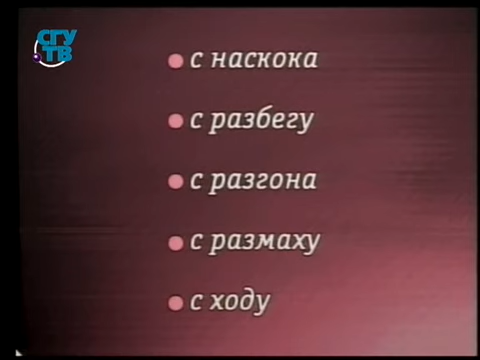 СГУ
ТВ
с наскока
с разбегу
с разгона
с размаху
с ходу